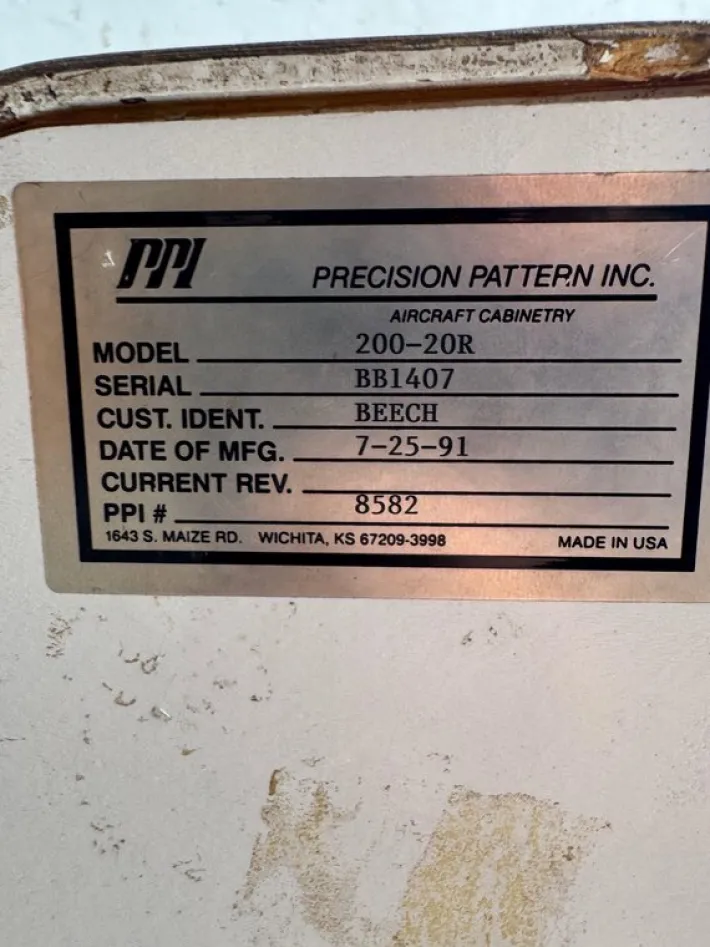 PPI
PRECISION PATTERN INC.
AIRCRAFT CABINETRY
MODEL 200-20R
SERIAL BB1407
CUST. IDENT. BEECH
DATE OF MFG. 7-25-91
CURRENT REV.
PPI # 8582
1643 S. MAIZE RD. WICHITA, KS 67209-3998 MADE IN USA